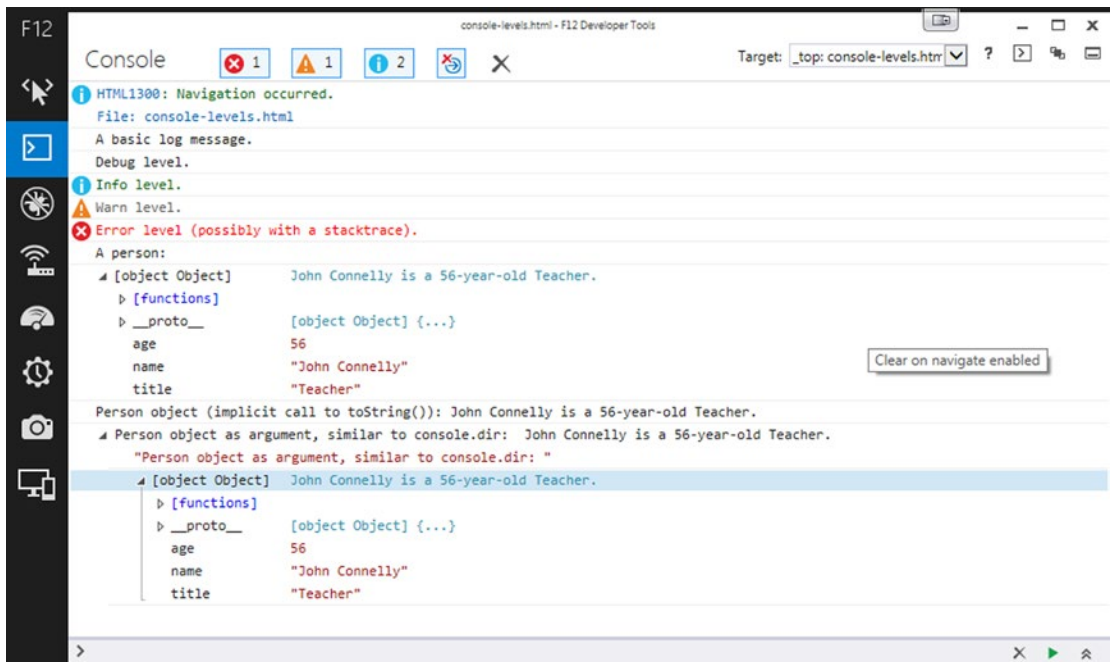 F12
console-levels.html - F12 Developer Tools
Console
1
1
2
Target: _top: console-levels.htm
?
HTML1300: Navigation occurred.
File: console-levels.html
A basic log message.
Debug level.
Info level.
Warn level.
Error level (possibly with a stacktrace).
A person:
[object Object] John Connelly is a 56-year-old Teacher.
[functions]
__proto__ [object Object] {...}
age 56
name "John Connelly"
title "Teacher"
Clear on navigate enabled
Person object (implicit call to toString()): John Connelly is a 56-year-old Teacher.
Person object as argument, similar to console.dir: John Connelly is a 56-year-old Teacher.
"Person object as argument, similar to console.dir: "
[object Object] John Connelly is a 56-year-old Teacher.
[functions]
__proto__ [object Object] {...}
age 56
name "John Connelly"
title "Teacher"